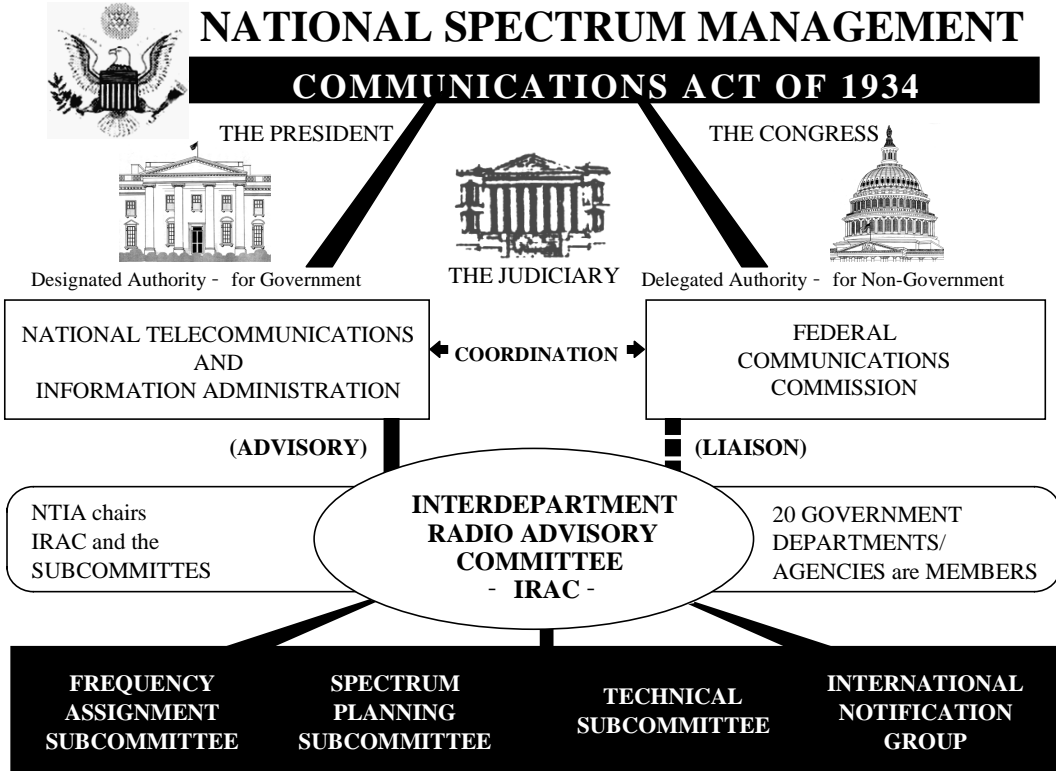 NATIONAL SPECTRUM MANAGEMENT
COMMUNICATIONS ACT OF 1934
THE PRESIDENT
THE CONGRESS
THE JUDICIARY
Designated Authority - for Government
Delegated Authority - for Non-Government
NATIONAL TELECOMMUNICATIONS
AND
INFORMATION ADMINISTRATION
COORDINATION
FEDERAL
COMMUNICATIONS
COMMISSION
(ADVISORY)
(LIAISON)
NTIA chairs
IRAC and the
SUBCOMMITTES
INTERDEPARTMENT
RADIO ADVISORY
COMMITTEE
- IRAC -
20 GOVERNMENT
DEPARTMENTS/
AGENCIES are MEMBERS
FREQUENCY
ASSIGNMENT
SUBCOMMITTEE
SPECTRUM
PLANNING
SUBCOMMITTEE
TECHNICAL
SUBCOMMITTEE
INTERNATIONAL
NOTIFICATION
GROUP